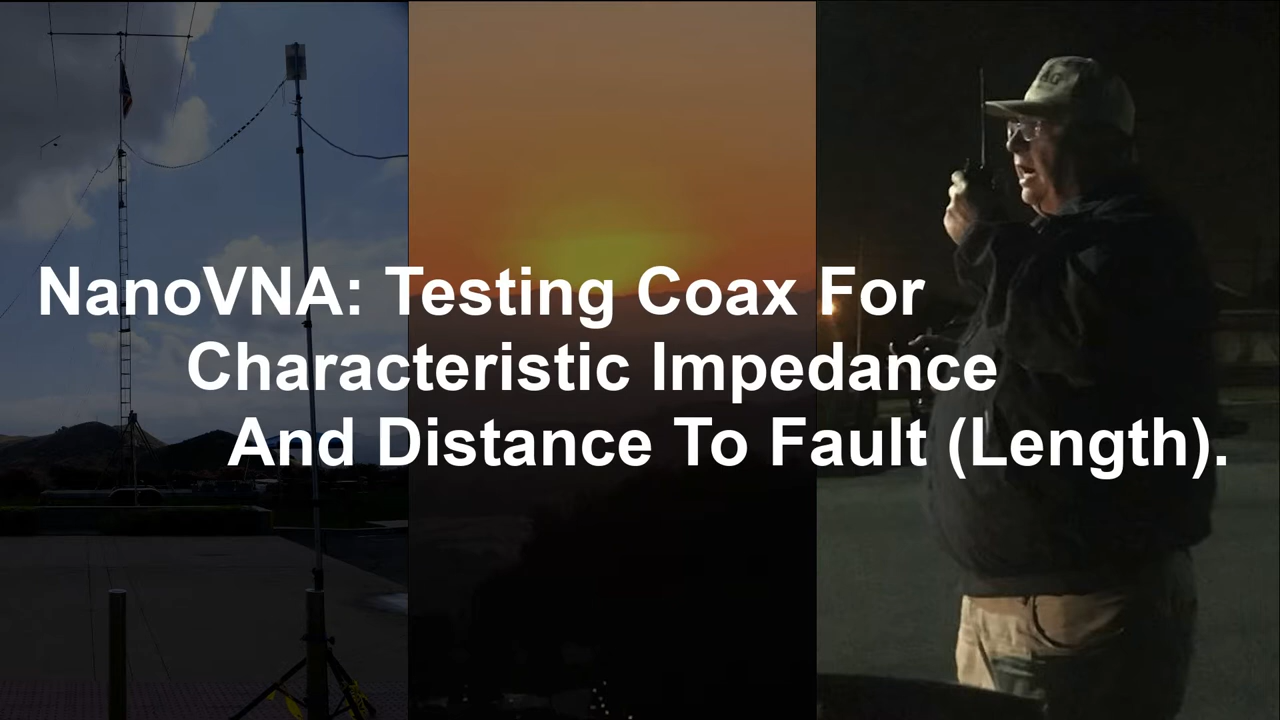 NanoVNA: Testing Coax For
Characteristic Impedance
And Distance To Fault (Length).